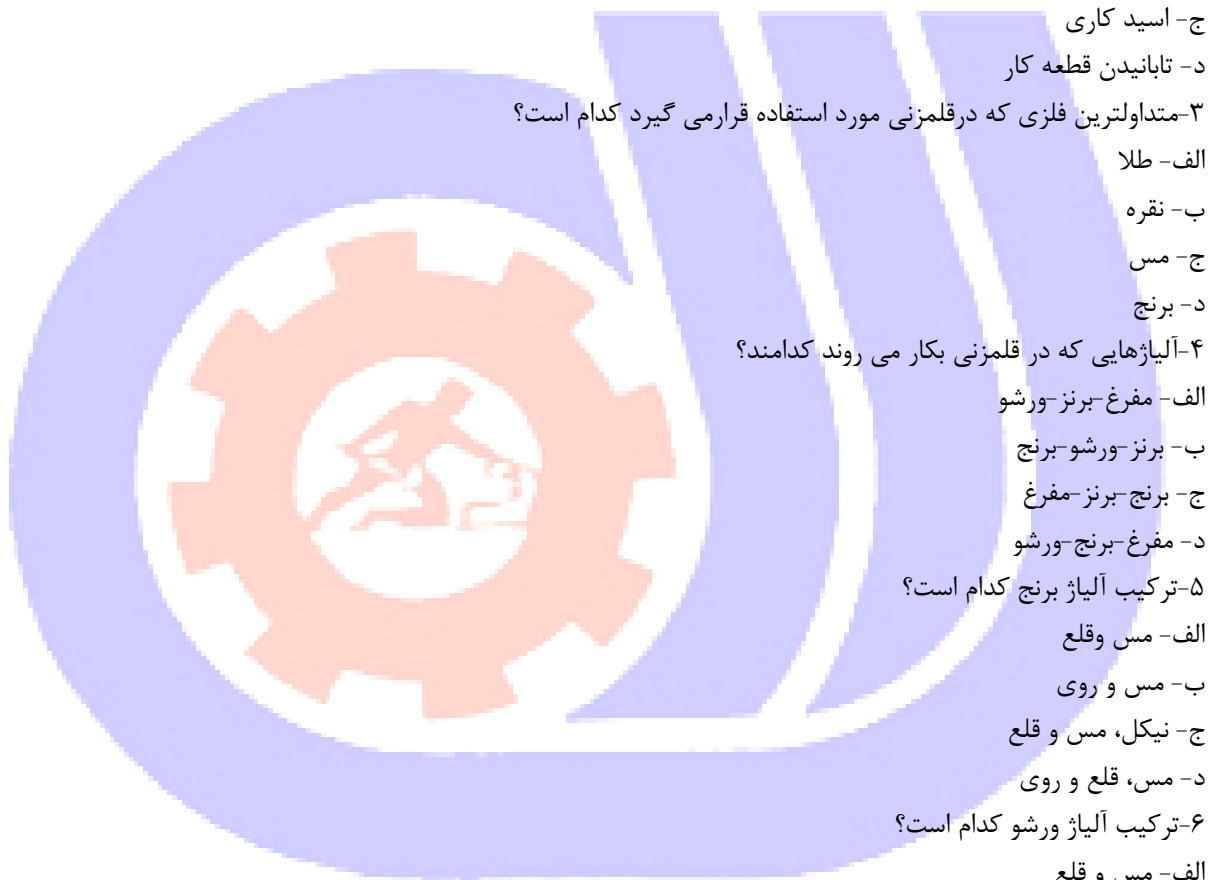 ج- اسید کاری
د- تابانیدن قطعه کار
۳-متداولترین فلزی که درقلمزنی مورد استفاده قرارمی گیرد کدام است؟
الف- طلا
ب- نقره
ج- مس
د- برنج
۴-آلیاژهایی که در قلمزنی بکار می روند کدامند؟
الف- مفرغ-برنز-ورشو
ب- برنز-ورشو-برنج
ج- برنج-برنز-مفرغ
د- مفرغ-برنج-ورشو
۵-ترکیب آلیاژ برنج کدام است؟
الف- مس وقلع
ب- مس و روی
ج- نیکل، مس و قلع
د- مس، قلع و روی
۶-ترکیب آلیاژ ورشو کدام است؟
الف- مس و قلع